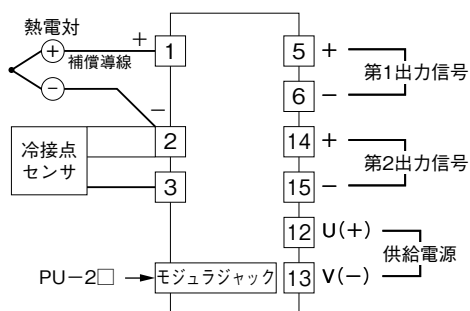 熱電対
+ + 1
補償導線
− −
2
冷接点
センサ
3
PU−2□ モジュラジャック
5 + 第1出力信号
6 −
14 + 第2出力信号
15 −
12 U(+) 供給電源
13 V(−)